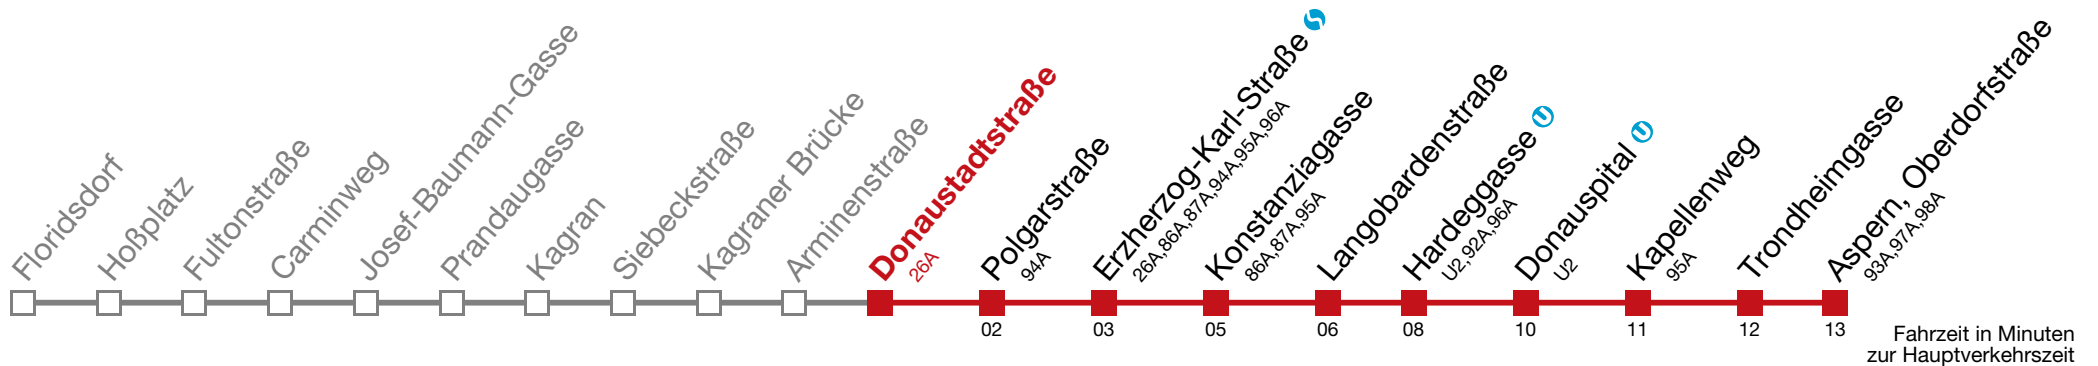 Floridsdorf
Hoßplatz
Fultonstraße
Carminweg
Josef-Baumann-Gasse
Prandaugasse
Kagran
Siebeckstraße
Kagraner Brücke
Arminenstraße
Donaustadtstraße
26A
Polgarstraße
94A
Erzherzog-Karl-Straße S
26A,86A,87A,94A,95A,96A
Konstanziagasse
86A,87A,95A
Langobardenstraße
Hardeggasse U
U2,92A,96A
Donauspital U
U2
Kapellenweg
95A
Trondheimgasse
Aspern, Oberdorfstraße
93A,97A,98A
02 03 05 06 08 10 11 12 13
Fahrzeit in Minuten
zur Hauptverkehrszeit